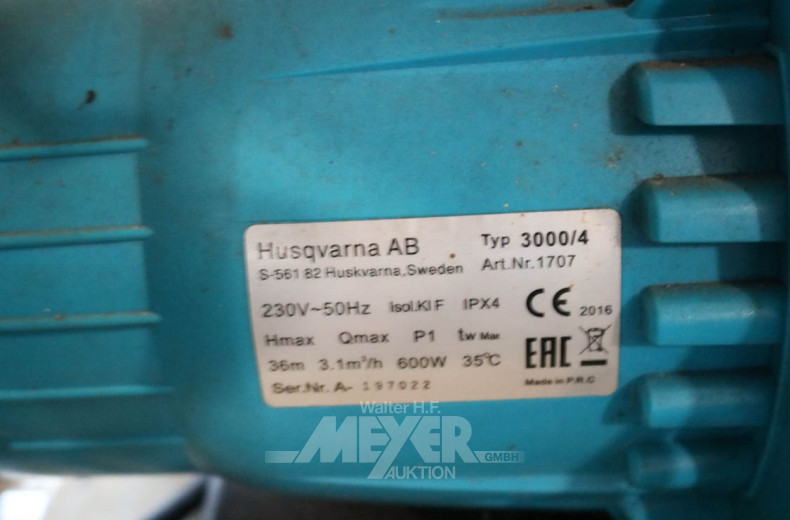 Husqvarna AB
S-561 82 Huskvarna, Sweden
Typ 3000/4
Art.Nr.1707
230V~50Hz Isol.Kl F IPX4 CE 2016
Hmax Qmax P1 tw Max
36m 3.1m³/h 600W 35°C EAC
Ser.Nr. A- 197022
Made in P.R.C
Walter H.F.
MEYER GMBH
AUKTION